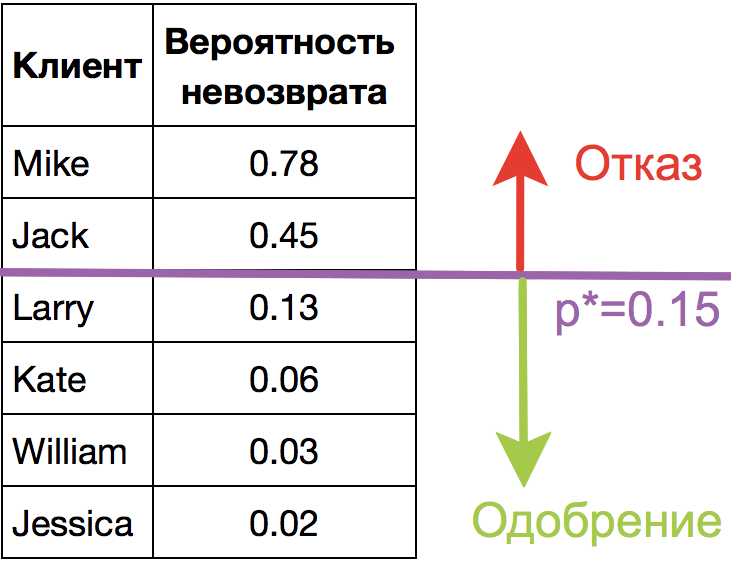 Клиент Вероятность
невозврата
Mike 0.78 Отказ
Jack 0.45
Larry 0.13 p*=0.15
Kate 0.06
William 0.03
Jessica 0.02 Одобрение